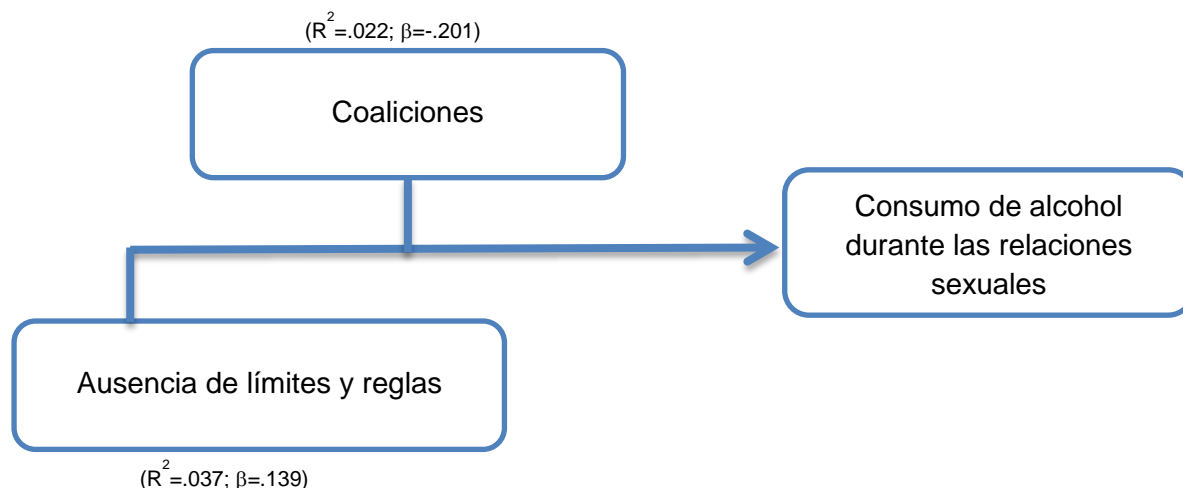 (R²=.022; β=-.201)
Coaliciones
Consumo de alcohol
durante las relaciones
sexuales
Ausencia de límites y reglas
(R²=.037; β=.139)